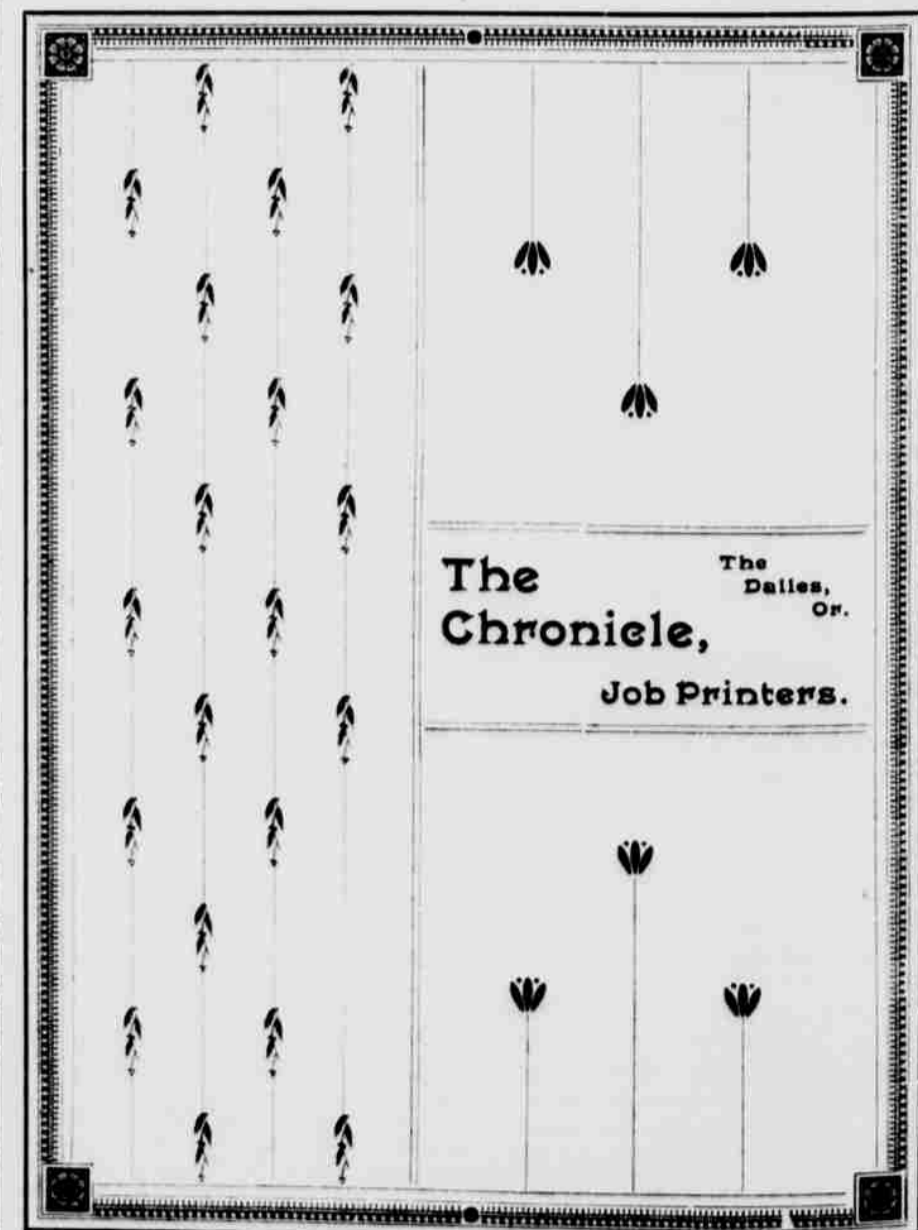 The
Chronicle,
The
Dalles,
Or.
Job Printers.